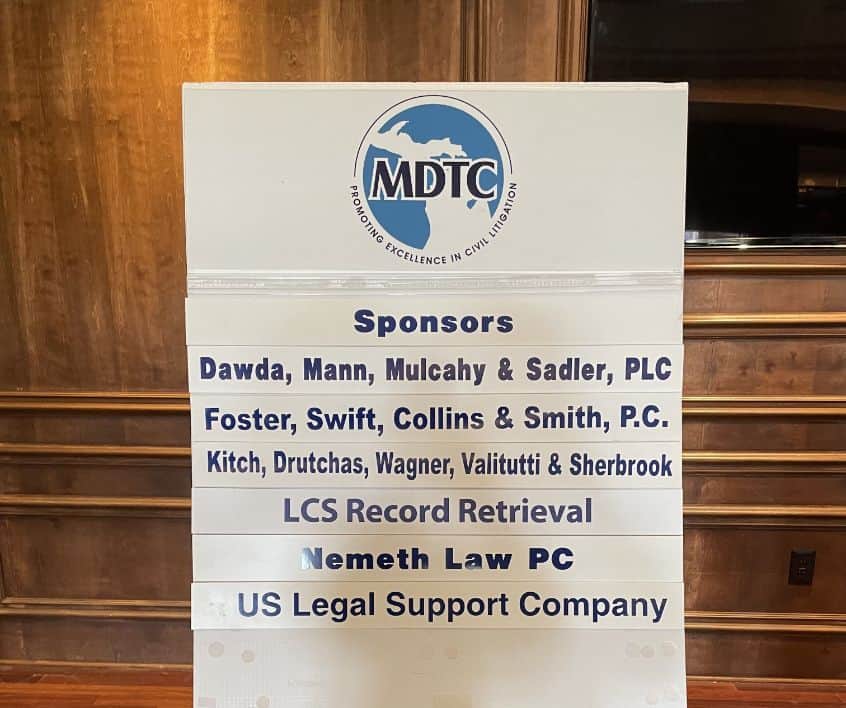 MDTC
PROMOTING EXCELLENCE IN CIVIL LITIGATION
Sponsors
Dawda, Mann, Mulcahy & Sadler, PLC
Foster, Swift, Collins & Smith, P.C.
Kitch, Drutchas, Wagner, Valitutti & Sherbrook
LCS Record Retrieval
Nemeth Law PC
US Legal Support Company